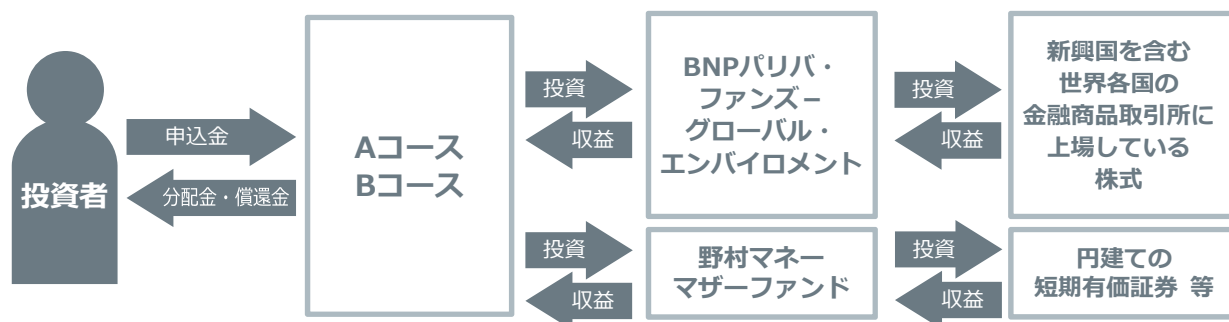 投資者
申込金
分配金・償還金
Aコース
Bコース
投資
収益
BNPパリバ・
ファンズ－
グローバル・
エンバイロメント
投資
収益
新興国を含む
世界各国の
金融商品取引所に
上場している
株式
投資
収益
野村マネー
マザーファンド
投資
収益
円建ての
短期有価証券 等